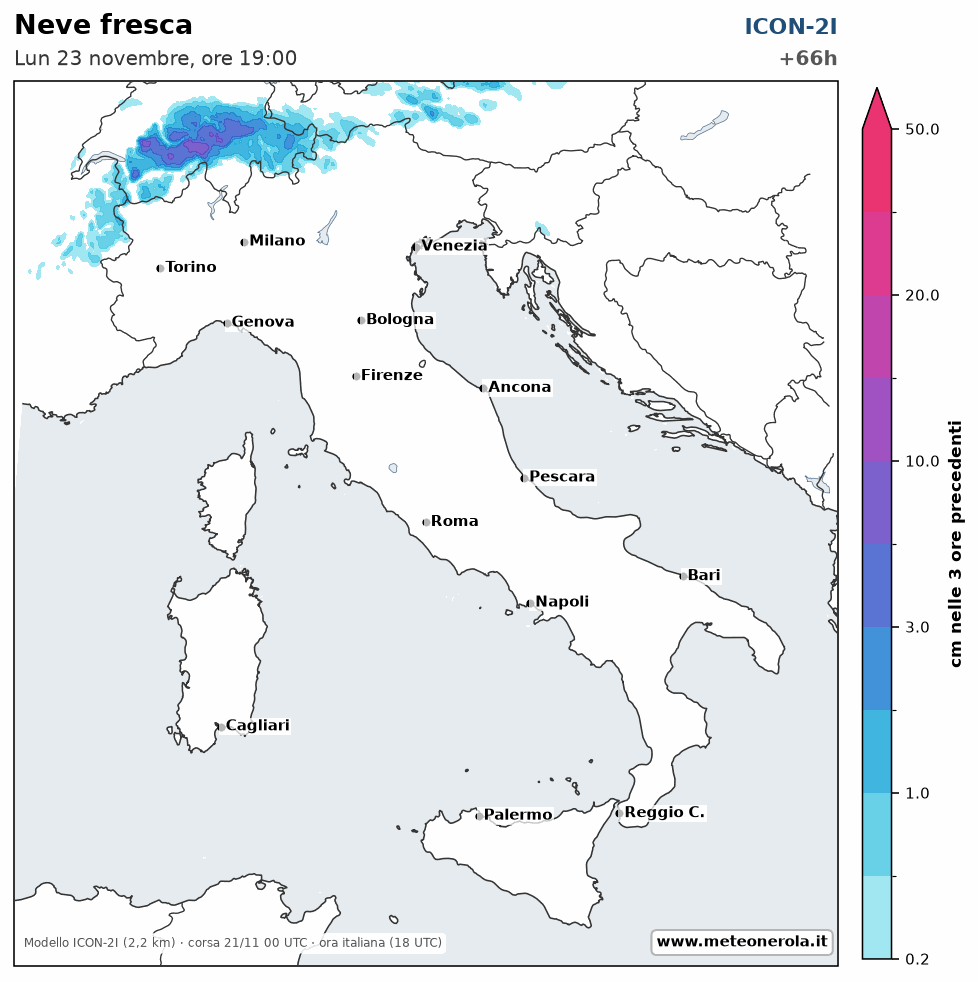 Neve fresca
ICON-2I
Lun 23 novembre, ore 19:00
+66h
50.0
20.0
10.0
3.0
1.0
0.2
cm nelle 3 ore precedenti
Milano
Venezia
Torino
Genova
Bologna
Firenze
Ancona
Pescara
Roma
Bari
Napoli
Cagliari
Palermo
Reggio C.
Modello ICON-2I (2,2 km) · corsa 21/11 00 UTC · ora italiana (18 UTC)
www.meteonerola.it